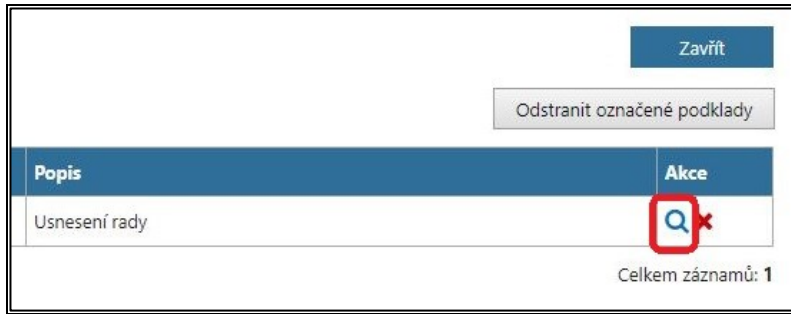 Zavřít
Odstranit označené podklady
Popis Akce
Usnesení rady
Celkem záznamů: 1